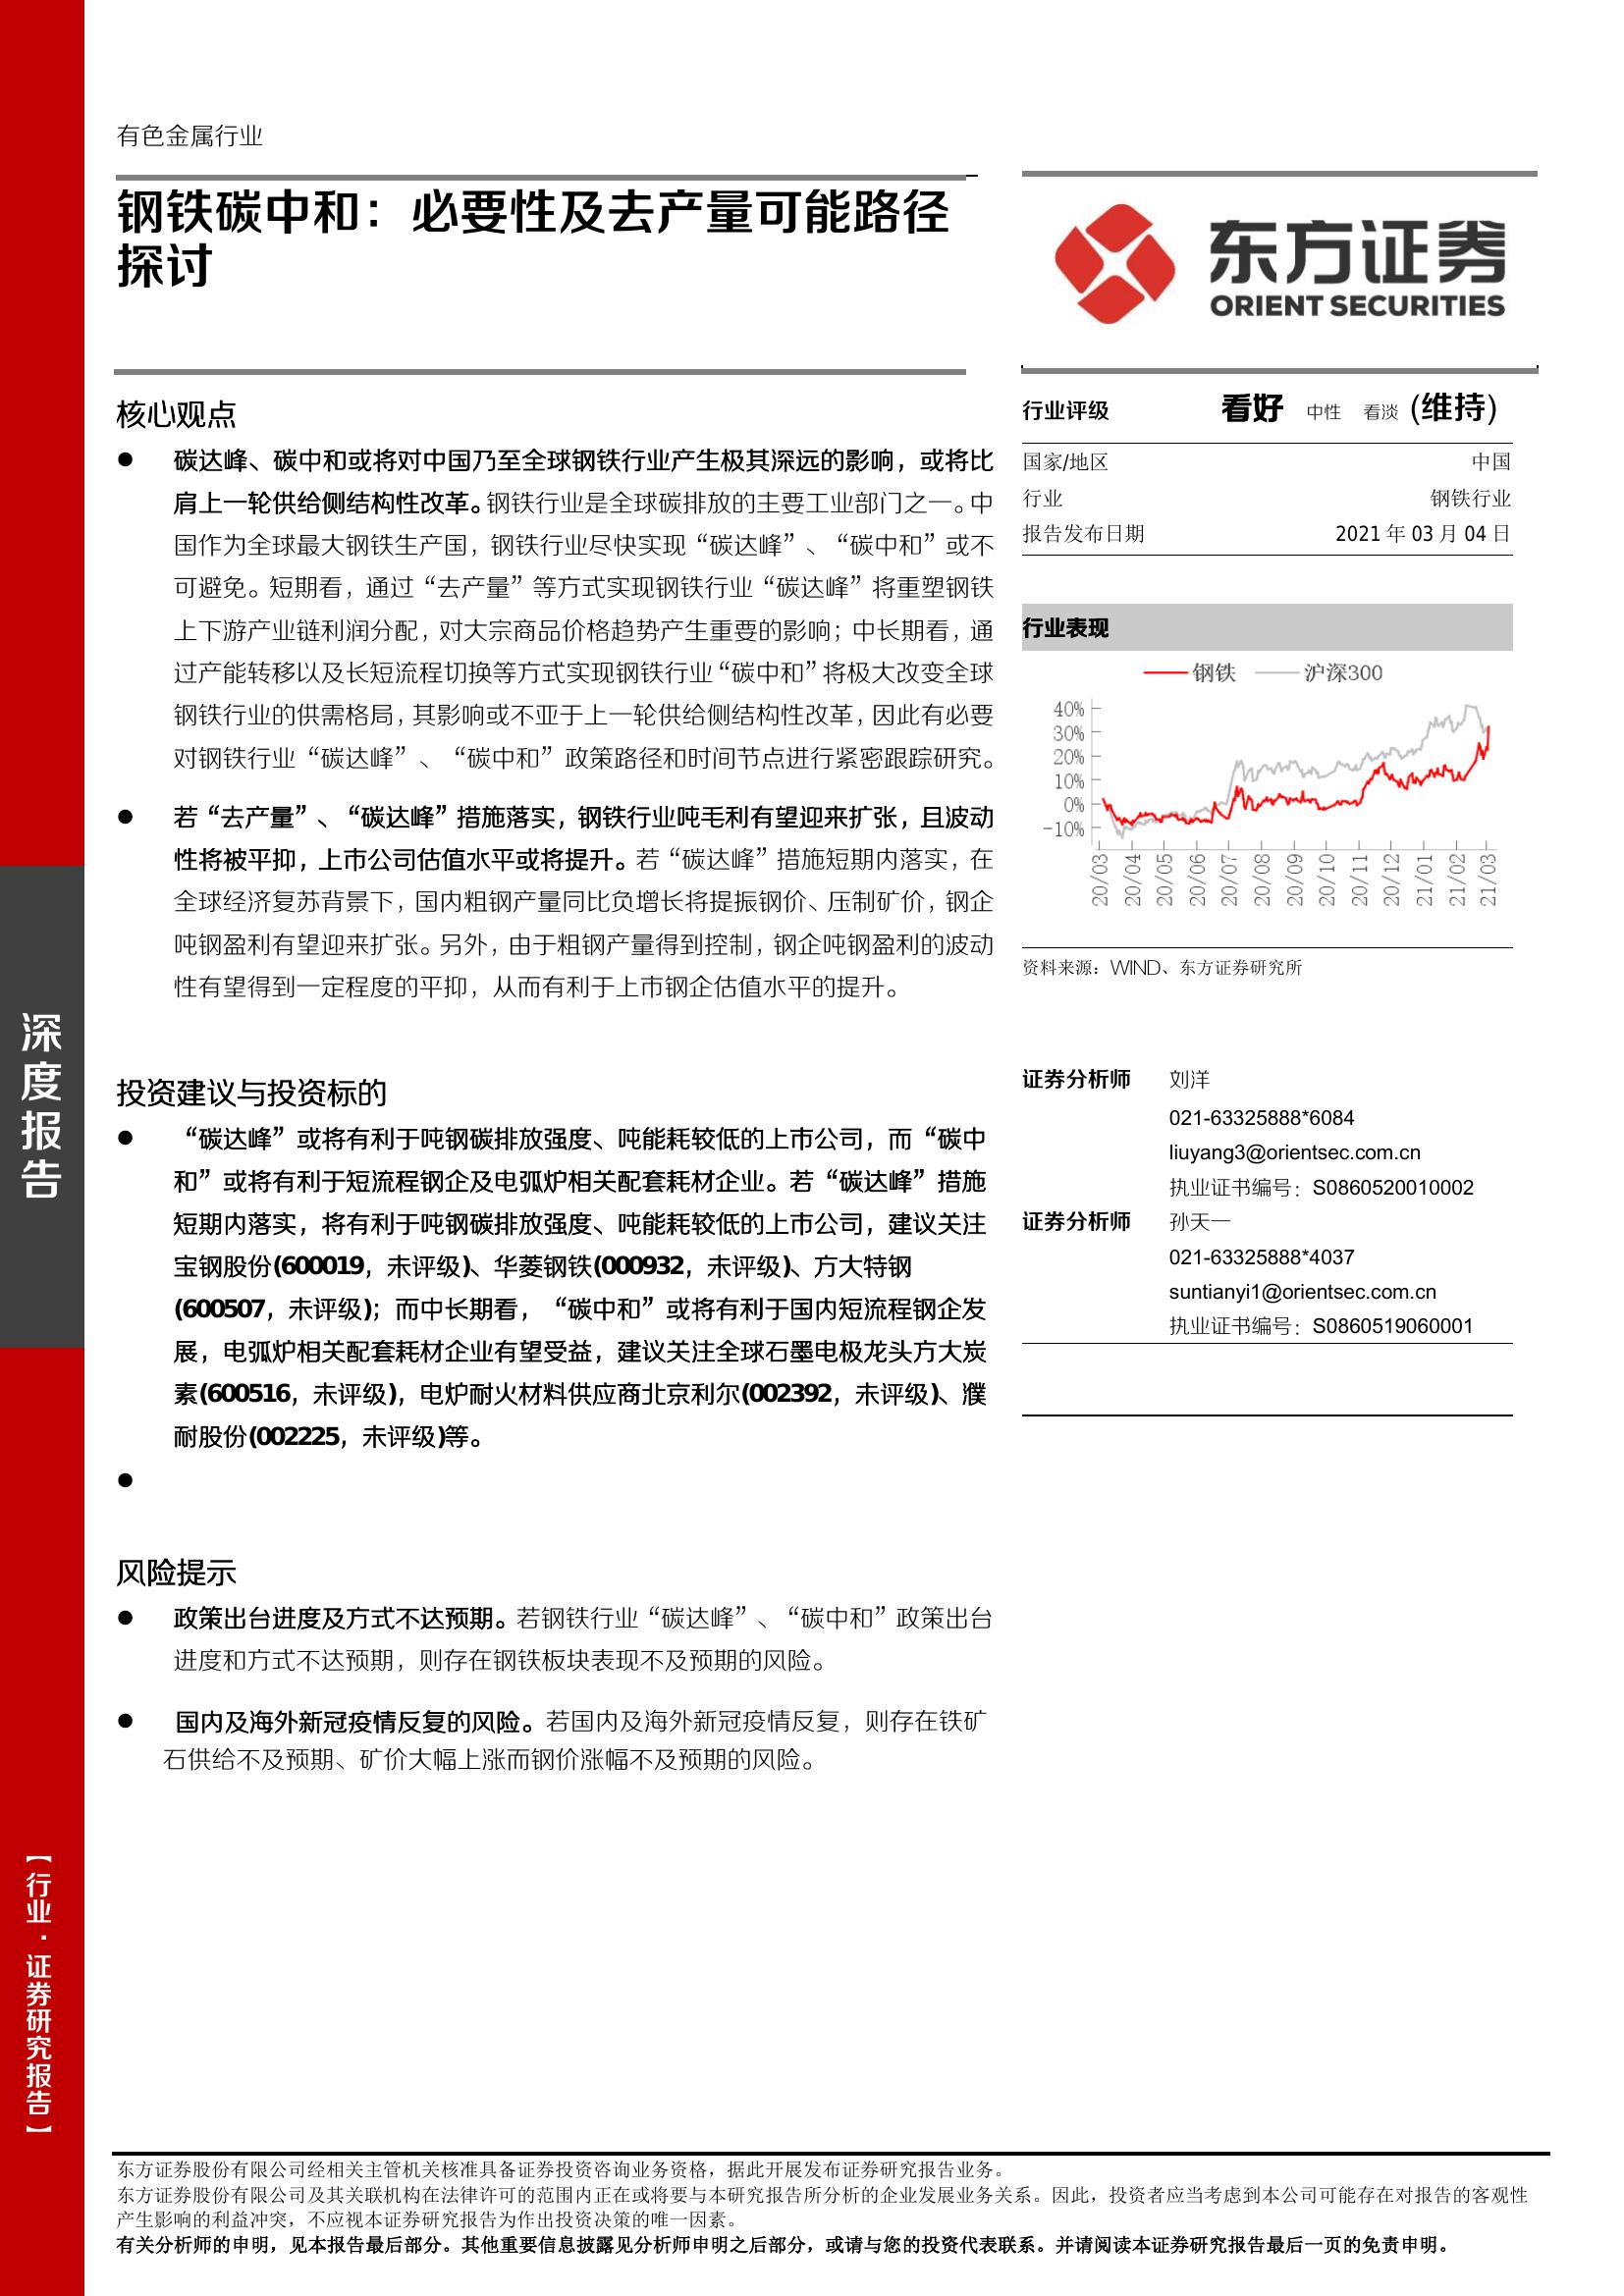 有色金属行业
钢铁碳中和：必要性及去产量可能路径
探讨
东方证券
ORIENT SECURITIES
核心观点
● 碳达峰、碳中和或将对中国乃至全球钢铁行业产生极其深远的影响，或将比
肩上一轮供给侧结构性改革。钢铁行业是全球碳排放的主要工业部门之一。中
国作为全球最大钢铁生产国，钢铁行业尽快实现“碳达峰”、“碳中和”或不
可避免。短期看，通过“去产量”等方式实现钢铁行业“碳达峰”将重塑钢铁
上下游产业链利润分配，对大宗商品价格趋势产生重要的影响；中长期看，通
过产能转移以及长短流程切换等方式实现钢铁行业“碳中和”将极大改变全球
钢铁行业的供需格局，其影响或不亚于上一轮供给侧结构性改革，因此有必要
对钢铁行业“碳达峰”、“碳中和”政策路径和时间节点进行紧密跟踪研究。
● 若“去产量”、“碳达峰”措施落实，钢铁行业吨毛利有望迎来扩张，且波动
性将被平抑，上市公司估值水平或将提升。若“碳达峰”措施短期内落实，在
全球经济复苏背景下，国内粗钢产量同比负增长将提振钢价、压制矿价，钢企
吨钢盈利有望迎来扩张。另外，由于粗钢产量得到控制，钢企吨钢盈利的波动
性有望得到一定程度的平抑，从而有利于上市钢企估值水平的提升。
投资建议与投资标的
● “碳达峰”或将有利于吨钢碳排放强度、吨能耗较低的上市公司，而“碳中
和”或将有利于短流程钢企及电弧炉相关配套耗材企业。若“碳达峰”措施
短期内落实，将有利于吨钢碳排放强度、吨能耗较低的上市公司，建议关注
宝钢股份(600019，未评级)、华菱钢铁(000932，未评级)、方大特钢
(600507，未评级)；而中长期看，“碳中和”或将有利于国内短流程钢企发
展，电弧炉相关配套耗材企业有望受益，建议关注全球石墨电极龙头方大炭
素(600516，未评级)，电炉耐火材料供应商北京利尔(002392，未评级)、濮
耐股份(002225，未评级)等。
●
风险提示
● 政策出台进度及方式不达预期。若钢铁行业“碳达峰”、“碳中和”政策出台
进度和方式不达预期，则存在钢铁板块表现不及预期的风险。
● 国内及海外新冠疫情反复的风险。若国内及海外新冠疫情反复，则存在铁矿
石供给不及预期、矿价大幅上涨而钢价涨幅不及预期的风险。
行业评级 看好 中性 看淡 (维持)
国家/地区 中国
行业 钢铁行业
报告发布日期 2021 年 03 月 04 日
行业表现
钢铁 沪深300
40%
30%
20%
10%
0%
-10%
20/03 20/04 20/05 20/06 20/07 20/08 20/09 20/10 20/11 20/12 21/01 21/02 21/03
资料来源：WIND、东方证券研究所
证券分析师 刘洋
021-63325888*6084
liuyang3@orientsec.com.cn
执业证书编号：S0860520010002
证券分析师 孙天一
021-63325888*4037
suntianyi1@orientsec.com.cn
执业证书编号：S0860519060001
深度报告
【行业·证券研究报告】
东方证券股份有限公司经相关主管机关核准具备证券投资咨询业务资格，据此开展发布证券研究报告业务。
东方证券股份有限公司及其关联机构在法律许可的范围内正在或将要与本研究报告所分析的企业发展业务关系。因此，投资者应当考虑到本公司可能存在对报告的客观性
产生影响的利益冲突，不应视本证券研究报告为作出投资决策的唯一因素。
有关分析师的申明，见本报告最后部分。其他重要信息披露见分析师申明之后部分，或请与您的投资代表联系。并请阅读本证券研究报告最后一页的免责申明。